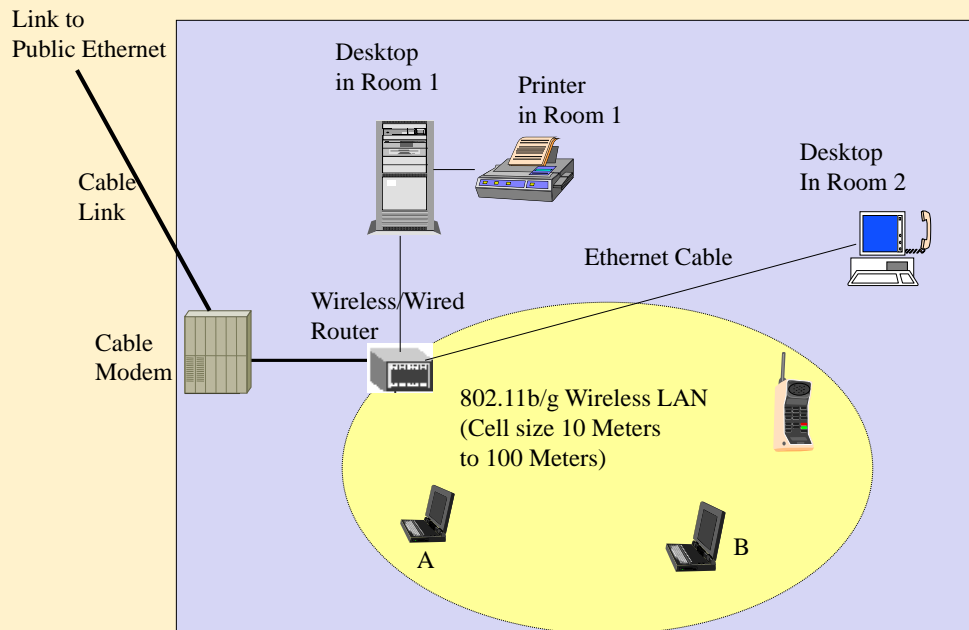 Link to
Public Ethernet
Desktop
in Room 1
Printer
in Room 1
Desktop
In Room 2
Cable
Link
Ethernet Cable
Wireless/Wired
Router
Cable
Modem
802.11b/g Wireless LAN
(Cell size 10 Meters
to 100 Meters)
A
B